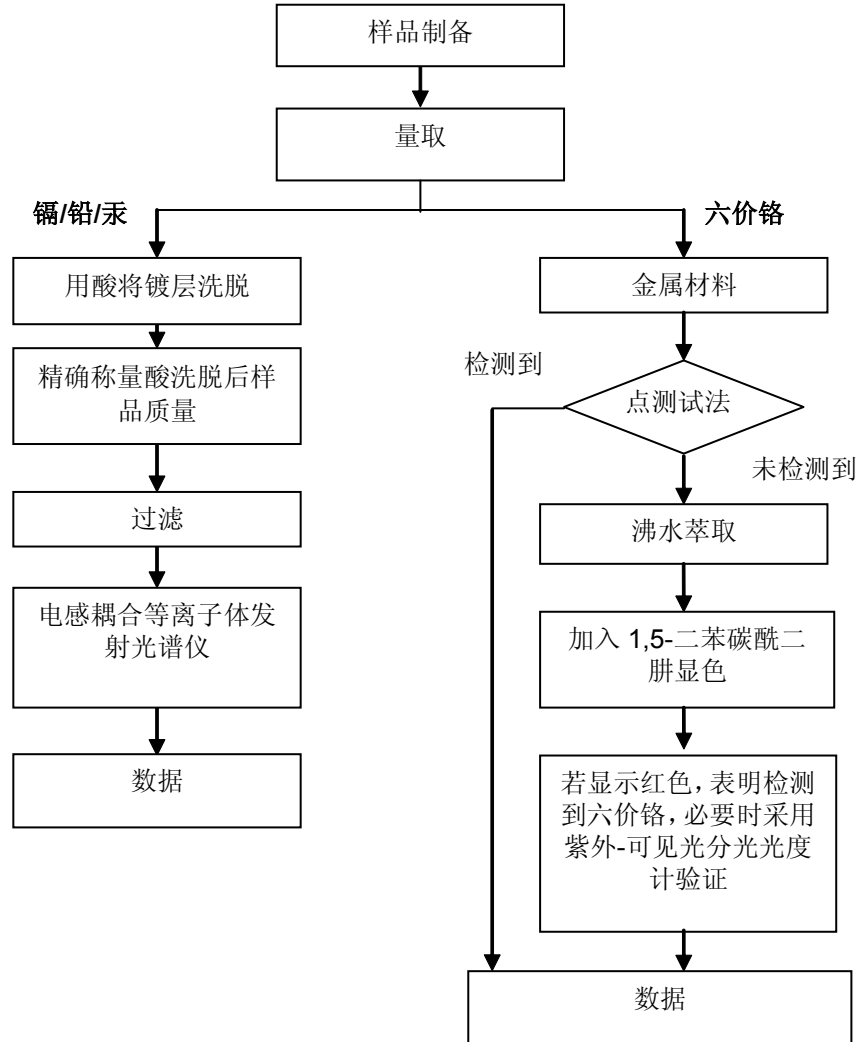 样品制备
量取
镉/铅/汞
六价铬
用酸将镀层洗脱
精确称量酸洗脱后样
品质量
过滤
电感耦合等离子体发
射光谱仪
数据
金属材料
检测到
点测试法
未检测到
沸水萃取
加入 1,5-二苯碳酰二
肼显色
若显示红色，表明检测
到六价铬，必要时采用
紫外-可见光分光光度
计验证
数据